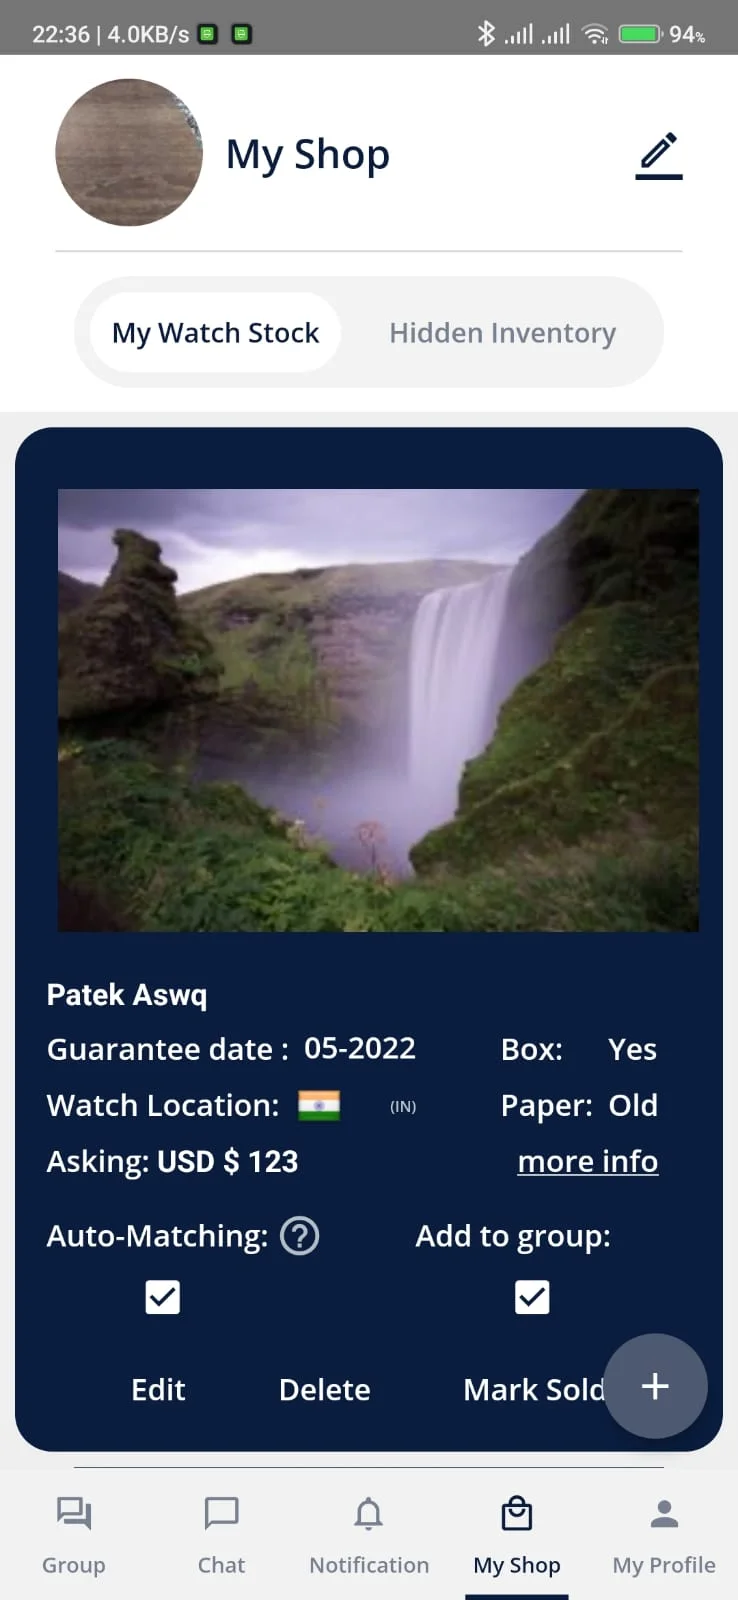 22:36 | 4.0KB/s 94%
My Shop
My Watch Stock Hidden Inventory
Patek Aswq
Guarantee date : 05-2022 Box: Yes
Watch Location: (IN) Paper: Old
Asking: USD $ 123 more info
Auto-Matching: ? Add to group:
Edit Delete Mark Sold +
Group Chat Notification My Shop My Profile